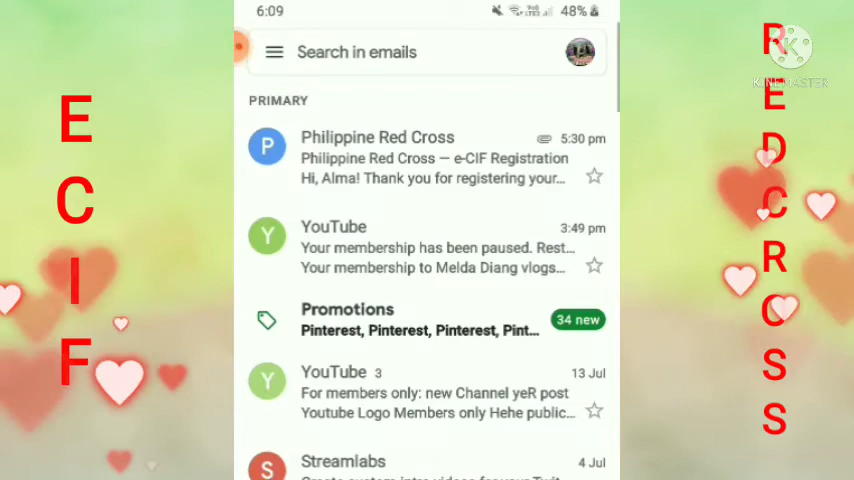 6:09
48%
Search in emails
PRIMARY
P
Philippine Red Cross
5:30 pm
Philippine Red Cross — e-CIF Registration
Hi, Alma! Thank you for registering your...
Y
YouTube
3:49 pm
Your membership has been paused. Rest...
Your membership to Melda Diang vlogs...
Promotions
34 new
Pinterest, Pinterest, Pinterest, Pint...
Y
YouTube 3
13 Jul
For members only: new Channel yeR post
Youtube Logo Members only Hehe public...
S
Streamlabs
4 Jul
E
C
I
F
R
E
D
C
R
O
S
S
K
KINEMASTER